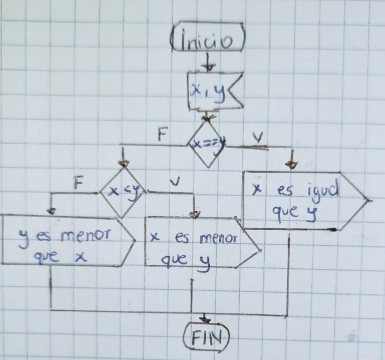 Inicio
x, y
F
x==y
V
F
x<y
V
x es igual
que y
y es menor
que x
x es menor
que y
FIN